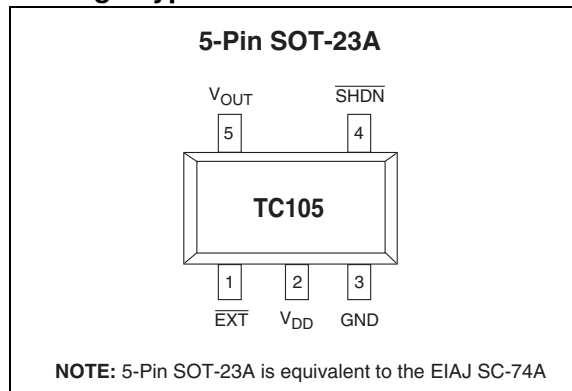 5-Pin SOT-23A
VOUT SHDN
5 4
TC105
1 2 3
EXT VDD GND
NOTE: 5-Pin SOT-23A is equivalent to the EIAJ SC-74A